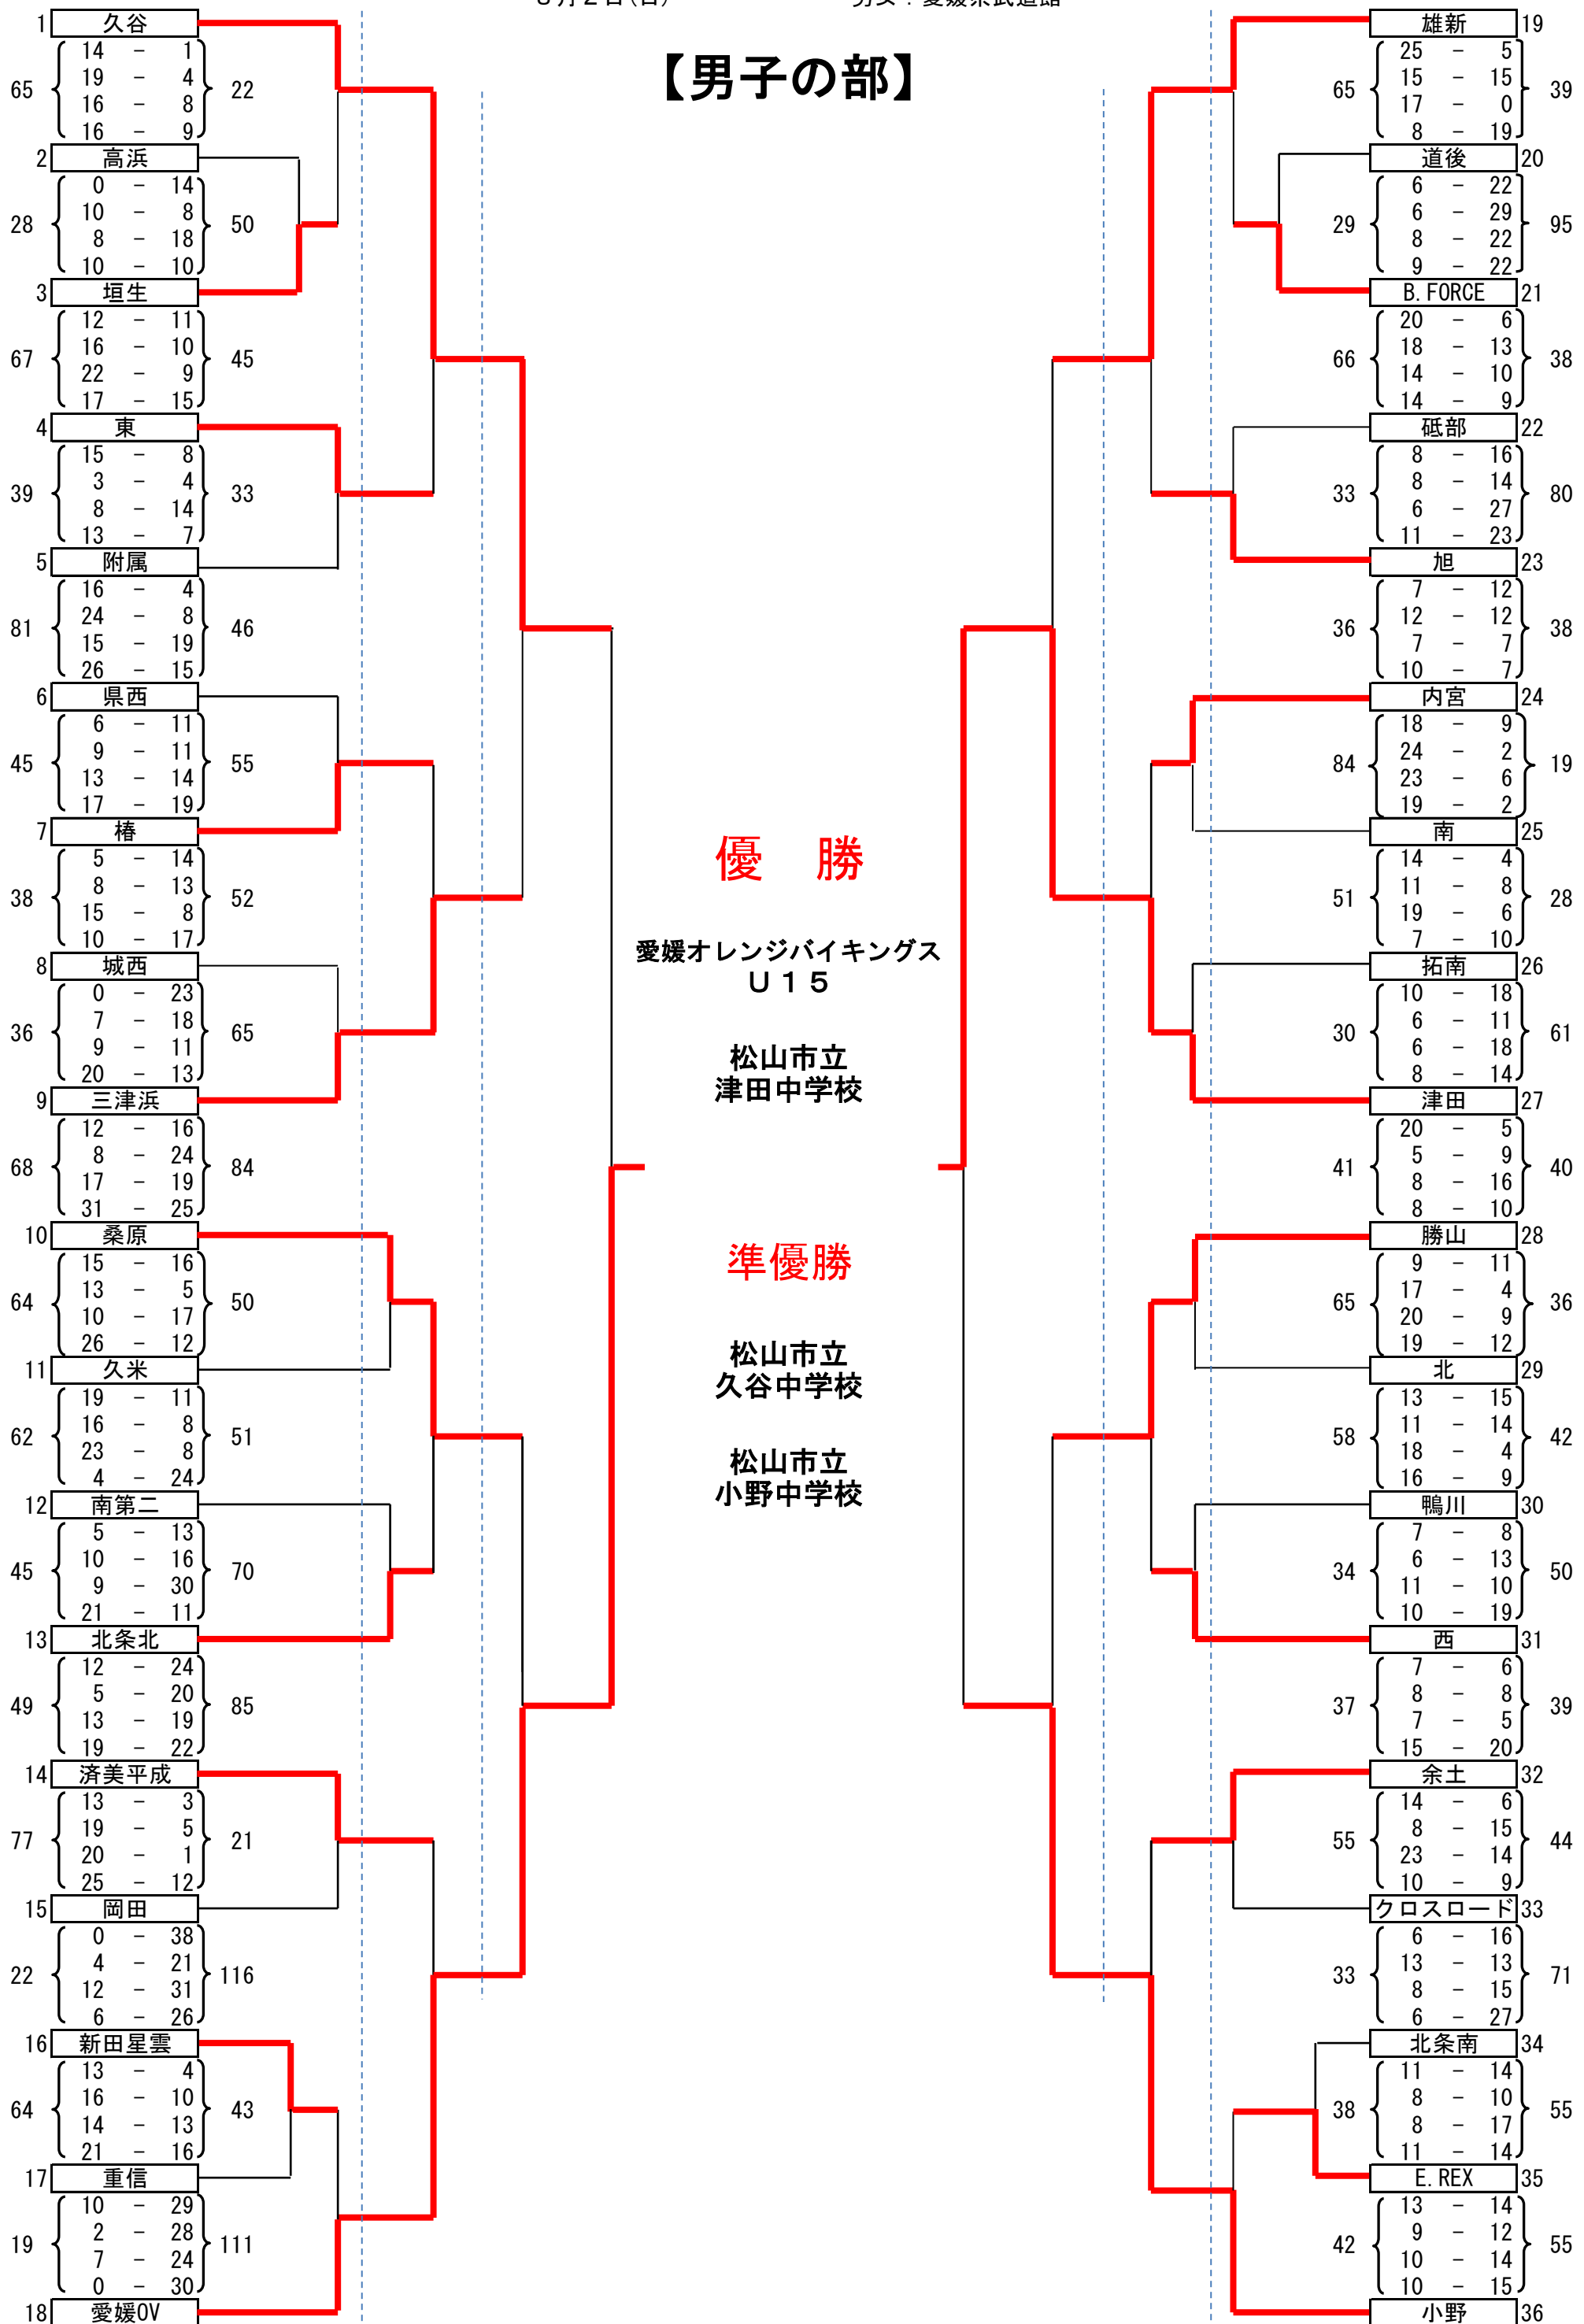 【男子の部】
1 久谷
65 22
14 - 1
19 - 4
16 - 8
16 - 9
2 高浜
28 50
0 - 14
10 - 8
8 - 18
10 - 10
3 垣生
67 45
12 - 11
16 - 10
22 - 9
17 - 15
4 東
39 33
15 - 8
3 - 4
8 - 14
13 - 7
5 附属
81 46
16 - 4
24 - 8
15 - 19
26 - 15
6 県西
45 55
6 - 11
9 - 11
13 - 14
17 - 19
7 椿
38 52
5 - 14
8 - 13
15 - 8
10 - 17
8 城西
36 65
0 - 23
7 - 18
9 - 11
20 - 13
9 三津浜
68 84
12 - 16
8 - 24
17 - 19
31 - 25
10 桑原
64 50
15 - 16
13 - 5
10 - 17
26 - 12
11 久米
62 51
19 - 11
16 - 8
23 - 8
4 - 24
12 南第二
45 70
5 - 13
10 - 16
9 - 30
21 - 11
13 北条北
49 85
12 - 24
5 - 20
13 - 19
19 - 22
14 済美平成
77 21
13 - 3
19 - 5
20 - 1
25 - 12
15 岡田
22 116
0 - 38
4 - 21
12 - 31
6 - 26
16 新田星雲
64 43
13 - 4
16 - 10
14 - 13
21 - 16
17 重信
19 111
10 - 29
2 - 28
7 - 24
0 - 30
18 愛媛OV
優 勝
愛媛オレンジバイキングス
U15
松山市立
津田中学校
準優勝
松山市立
久谷中学校
松山市立
小野中学校
雄新 19
65 39
25 - 5
15 - 15
17 - 0
8 - 19
道後 20
29 95
6 - 22
6 - 29
8 - 22
9 - 22
B.FORCE 21
66 38
20 - 6
18 - 13
14 - 10
14 - 9
砥部 22
33 80
8 - 16
8 - 14
6 - 27
11 - 23
旭 23
36 38
7 - 12
12 - 12
7 - 7
10 - 7
内宮 24
84 19
18 - 9
24 - 2
23 - 6
19 - 2
南 25
51 28
14 - 4
11 - 8
19 - 6
7 - 10
拓南 26
30 61
10 - 18
6 - 11
6 - 18
8 - 14
津田 27
41 40
20 - 5
5 - 9
8 - 16
8 - 10
勝山 28
65 36
9 - 11
17 - 4
20 - 9
19 - 12
北 29
58 42
13 - 15
11 - 14
18 - 4
16 - 9
鴨川 30
34 50
7 - 8
6 - 13
11 - 10
10 - 19
西 31
37 39
7 - 6
8 - 8
7 - 5
15 - 20
余土 32
55 44
14 - 6
8 - 15
23 - 14
10 - 9
クロスロード 33
33 71
6 - 16
13 - 13
8 - 15
6 - 27
北条南 34
38 55
11 - 14
8 - 10
8 - 17
11 - 14
E.REX 35
42 55
13 - 14
9 - 12
10 - 14
10 - 15
小野 36